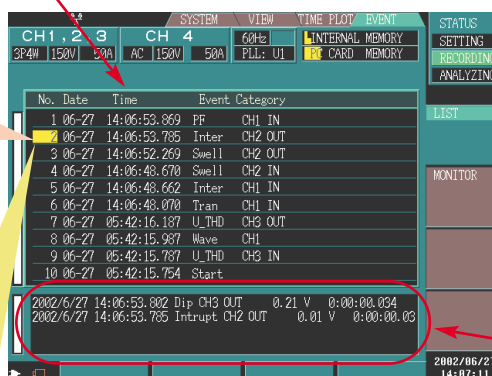 SYSTEM VIEW TIME PLOT EVENT
STATUS
CH1, 2, 3 CH 4 60Hz INTERNAL MEMORY
SETTING
3P4W 150V 50A AC 150V 50A PLL: U1 PC CARD MEMORY
RECORDING
ANALYZING
No. Date Time Event Category
LIST
1 06-27 14:06:53.869 PF CH1 IN
2 06-27 14:06:53.785 Inter CH2 OUT
3 06-27 14:06:52.269 Swell CH2 OUT
4 06-27 14:06:48.670 Swell CH2 IN
MONITOR
5 06-27 14:06:48.662 Inter CH1 IN
6 06-27 14:06:48.070 Tran CH1 IN
7 06-27 05:42:16.187 U_THD CH3 OUT
8 06-27 05:42:15.987 Wave CH1
9 06-27 05:42:15.787 U_THD CH3 IN
10 06-27 05:42:15.754 Start
2002/6/27 14:06:53.802 Dip CH3 OUT 0.21 V 0:00:00.034
2002/6/27 14:06:53.785 Intrupt CH2 OUT 0.01 V 0:00:00.03
2002/06/27
14:07:11